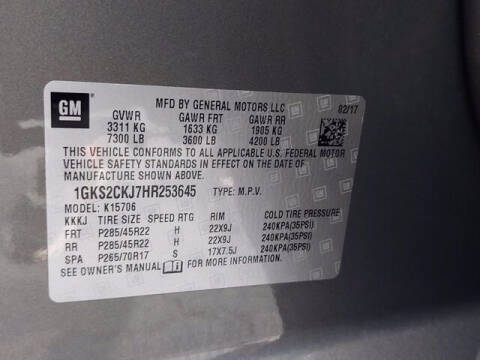 GM
MFD BY GENERAL MOTORS LLC 02/17
GVWR GAWR FRT GAWR RR
3311 KG 1633 KG 1905 KG
7300 LB 3600 LB 4200 LB
THIS VEHICLE CONFORMS TO ALL APPLICABLE U.S. FEDERAL MOTOR
VEHICLE SAFETY STANDARDS IN EFFECT ON THE DATE OF
MANUFACTURE SHOWN ABOVE.
1GKS2CKJ7HR253645 TYPE: M.P.V.
MODEL: K15706
KKKJ TIRE SIZE SPEED RTG RIM COLD TIRE PRESSURE
FRT P285/45R22 H 22X9J 240KPA(35PSI)
RR P285/45R22 H 22X9J 240KPA(35PSI)
SPA P265/70R17 S 17X7.5J 240KPA(35PSI)
SEE OWNER'S MANUAL FOR MORE INFORMATION.